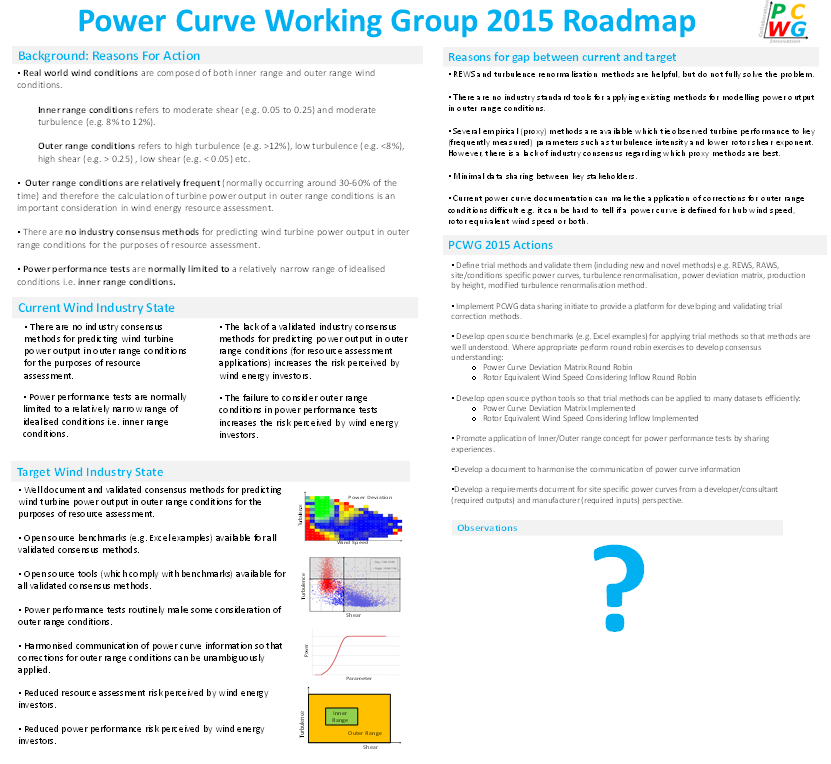 Power Curve Working Group 2015 Roadmap
P C
W G
Background: Reasons For Action
• Real world wind conditions are composed of both inner range and outer range wind
conditions.
Inner range conditions refers to moderate shear (e.g. 0.05 to 0.25) and moderate
turbulence (e.g. 8% to 12%).
Outer range conditions refers to high turbulence (e.g. >12%), low turbulence (e.g. <8%),
high shear (e.g. > 0.25) , low shear (e.g. < 0.05) etc.
• Outer range conditions are relatively frequent (normally occurring around 30-60% of the
time) and therefore the calculation of turbine power output in outer range conditions is an
important consideration in wind energy resource assessment.
• There are no industry consensus methods for predicting wind turbine power output in outer
range conditions for the purposes of resource assessment.
• Power performance tests are normally limited to a relatively narrow range of idealised
conditions i.e. inner range conditions.
Current Wind Industry State
• There are no industry consensus
methods for predicting wind turbine
power output in outer range conditions
for the purposes of resource
assessment.
• Power performance tests are normally
limited to a relatively narrow range of
idealised conditions i.e. inner range
conditions.
• The lack of a validated industry consensus
methods for predicting power output in outer
range conditions (for resource assessment
applications) increases the risk perceived by
wind energy investors.
• The failure to consider outer range
conditions in power performance tests
increases the risk perceived by wind energy
investors.
Target Wind Industry State
• Well document and validated consensus methods for predicting
wind turbine power output in outer range conditions for the
purposes of resource assessment.
• Open source benchmarks (e.g. Excel examples) available for all
validated consensus methods.
• Open source tools (which comply with benchmarks) available for
all validated consensus methods.
• Power performance tests routinely make some consideration of
outer range conditions.
• Harmonised communication of power curve information so that
corrections for outer range conditions can be unambiguously
applied.
• Reduced resource assessment risk perceived by wind energy
investors.
• Reduced power performance risk perceived by wind energy
investors.
Power Deviation
Turbulence
Wind Speed
Turbulence
Shear
Power
Parameter
Turbulence
Inner
Range
Outer Range
Shear
Reasons for gap between current and target
• REWS and turbulence renormalisation methods are helpful, but do not fully solve the problem.
• There are no industry standard tools for applying existing methods for modelling power output
in outer range conditions.
• Several empirical (proxy) methods are available which tie observed turbine performance to key
(frequently measured) parameters such as turbulence intensity and lower rotor shear exponent.
However, there is a lack of industry consensus regarding which proxy methods are best.
• Minimal data sharing between key stakeholders.
• Current power curve documentation can make the application of corrections for outer range
conditions difficult e.g. it can be hard to tell if a power curve is defined for hub wind speed,
rotor equivalent wind speed or both.
PCWG 2015 Actions
• Define trial methods and validate them (including new and novel methods) e.g. REWS, RAWS,
site/conditions specific power curves, turbulence renormalisation, power deviation matrix, production
by height, modified turbulence renormalisation method.
• Implement PCWG data sharing initiate to provide a platform for developing and validating trial
correction methods.
• Develop open source benchmarks (e.g. Excel examples) for applying trial methods so that methods are
well understood. Where appropriate perform round robin exercises to develop consensus
understanding:
o Power Curve Deviation Matrix Round Robin
o Rotor Equivalent Wind Speed Considering Inflow Round Robin
• Develop open source python tools so that trial methods can be applied to many datasets efficiently:
o Power Curve Deviation Matrix Implemented
o Rotor Equivalent Wind Speed Considering Inflow Implemented
• Promote application of Inner/Outer range concept for power performance tests by sharing
experiences.
•Develop a document to harmonise the communication of power curve information
•Develop a requirements document for site specific power curves from a developer/consultant
(required outputs) and manufacturer (required inputs) perspective.
Observations
?